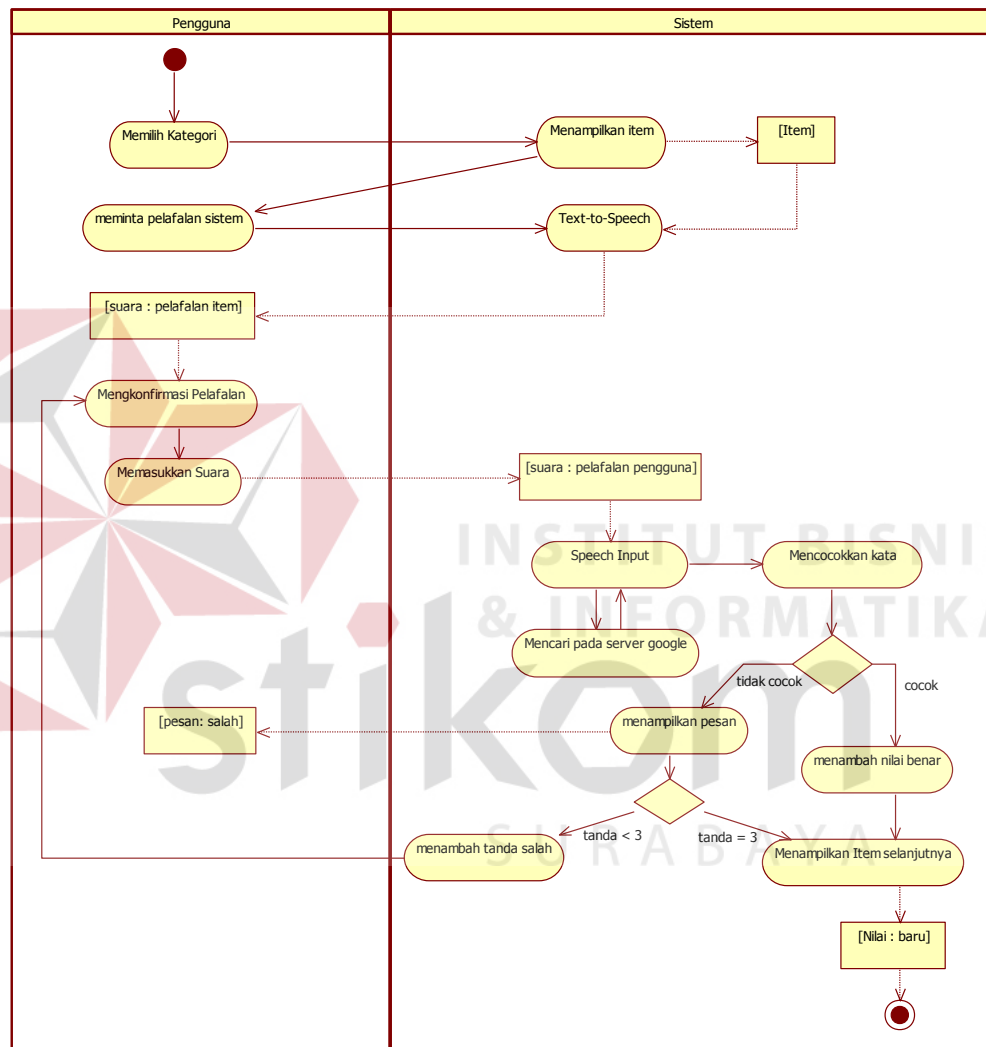 Pengguna
Sistem
Memilih Kategori
Menampilkan item
[Item]
meminta pelafalan sistem
Text-to-Speech
[suara : pelafalan item]
Mengkonfirmasi Pelafalan
Memasukkan Suara
[suara : pelafalan pengguna]
INSTITUT BISNI
Speech Input
Mencocokkan kata
& INFORMATIKA
Mencari pada server google
tidak cocok
cocok
stikom
[pesan: salah]
menampilkan pesan
menambah nilai benar
tanda < 3
tanda = 3
SURABAYA
menambah tanda salah
Menampilkan Item selanjutnya
[Nilai : baru]